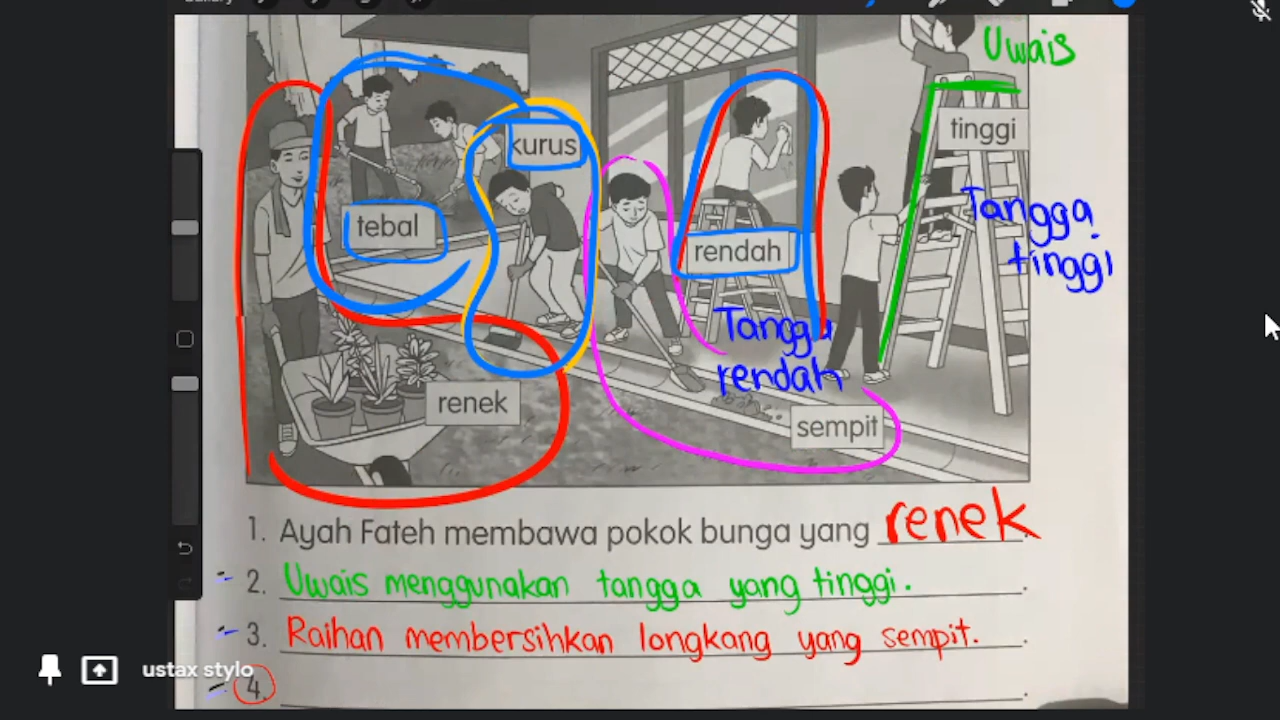 Uwais
kurus
tinggi
tebal
rendah
Tangga
tinggi
Tangga
rendah
renek
sempit
1. Ayah Fateh membawa pokok bunga yang renek.
2. Uwais menggunakan tangga yang tinggi.
3. Raihan membersihkan longkang yang sempit.
4.
ustax stylo